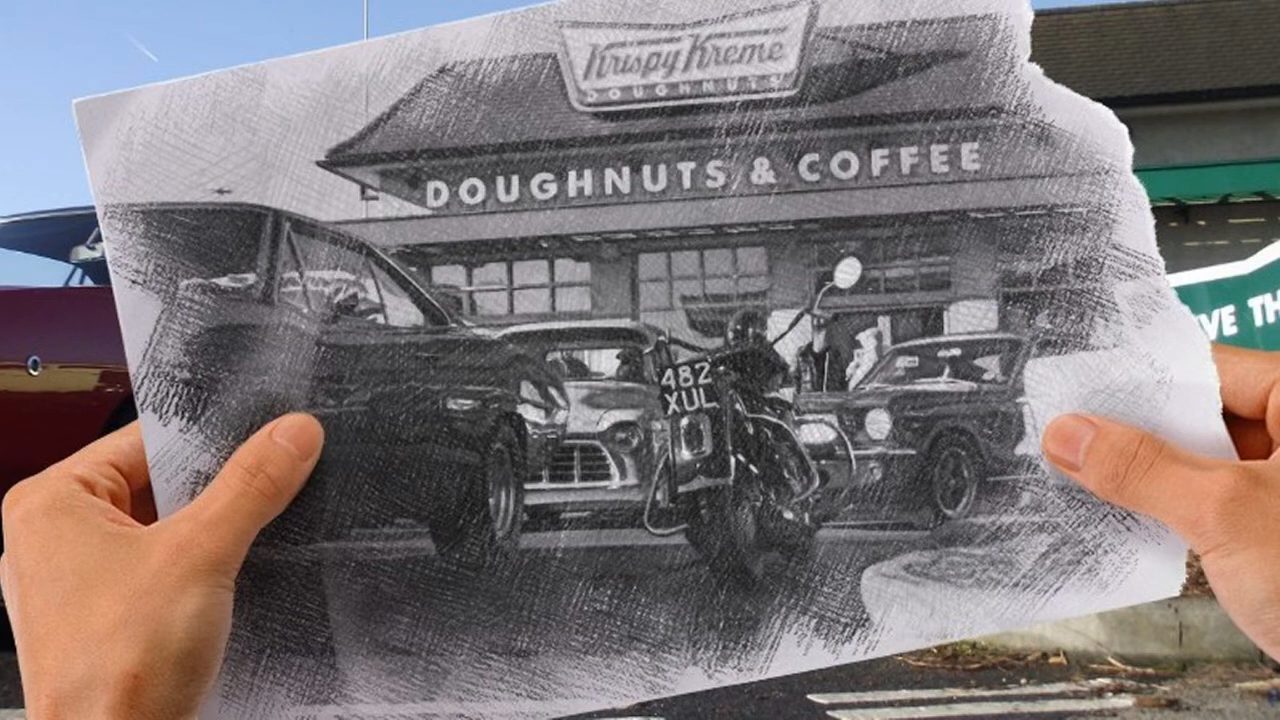 Krispy Kreme
DOUGHNUTS
DOUGHNUTS & COFFEE
482
XUL
VE TH